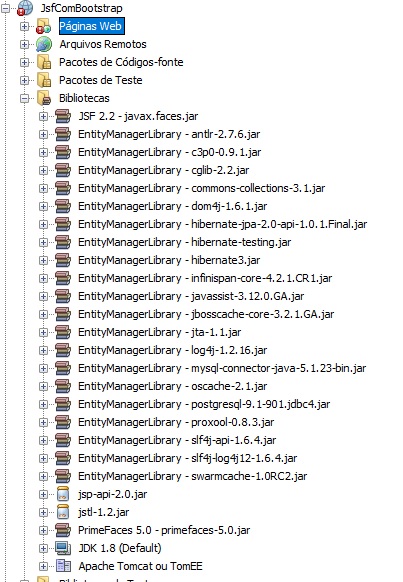 JsfComBootstrap
Páginas Web
Arquivos Remotos
Pacotes de Códigos-fonte
Pacotes de Teste
Bibliotecas
JSF 2.2 - javax.faces.jar
EntityManagerLibrary - antlr-2.7.6.jar
EntityManagerLibrary - c3p0-0.9.1.jar
EntityManagerLibrary - cglib-2.2.jar
EntityManagerLibrary - commons-collections-3.1.jar
EntityManagerLibrary - dom4j-1.6.1.jar
EntityManagerLibrary - hibernate-jpa-2.0-api-1.0.1.Final.jar
EntityManagerLibrary - hibernate-testing.jar
EntityManagerLibrary - hibernate3.jar
EntityManagerLibrary - infinispan-core-4.2.1.CR1.jar
EntityManagerLibrary - javassist-3.12.0.GA.jar
EntityManagerLibrary - jbosscache-core-3.2.1.GA.jar
EntityManagerLibrary - jta-1.1.jar
EntityManagerLibrary - log4j-1.2.16.jar
EntityManagerLibrary - mysql-connector-java-5.1.23-bin.jar
EntityManagerLibrary - oscache-2.1.jar
EntityManagerLibrary - postgresql-9.1-901.jdbc4.jar
EntityManagerLibrary - proxool-0.8.3.jar
EntityManagerLibrary - slf4j-api-1.6.4.jar
EntityManagerLibrary - slf4j-log4j12-1.6.4.jar
EntityManagerLibrary - swarmcache-1.0RC2.jar
jsp-api-2.0.jar
jstl-1.2.jar
PrimeFaces 5.0 - primefaces-5.0.jar
JDK 1.8 (Default)
Apache Tomcat ou TomEE